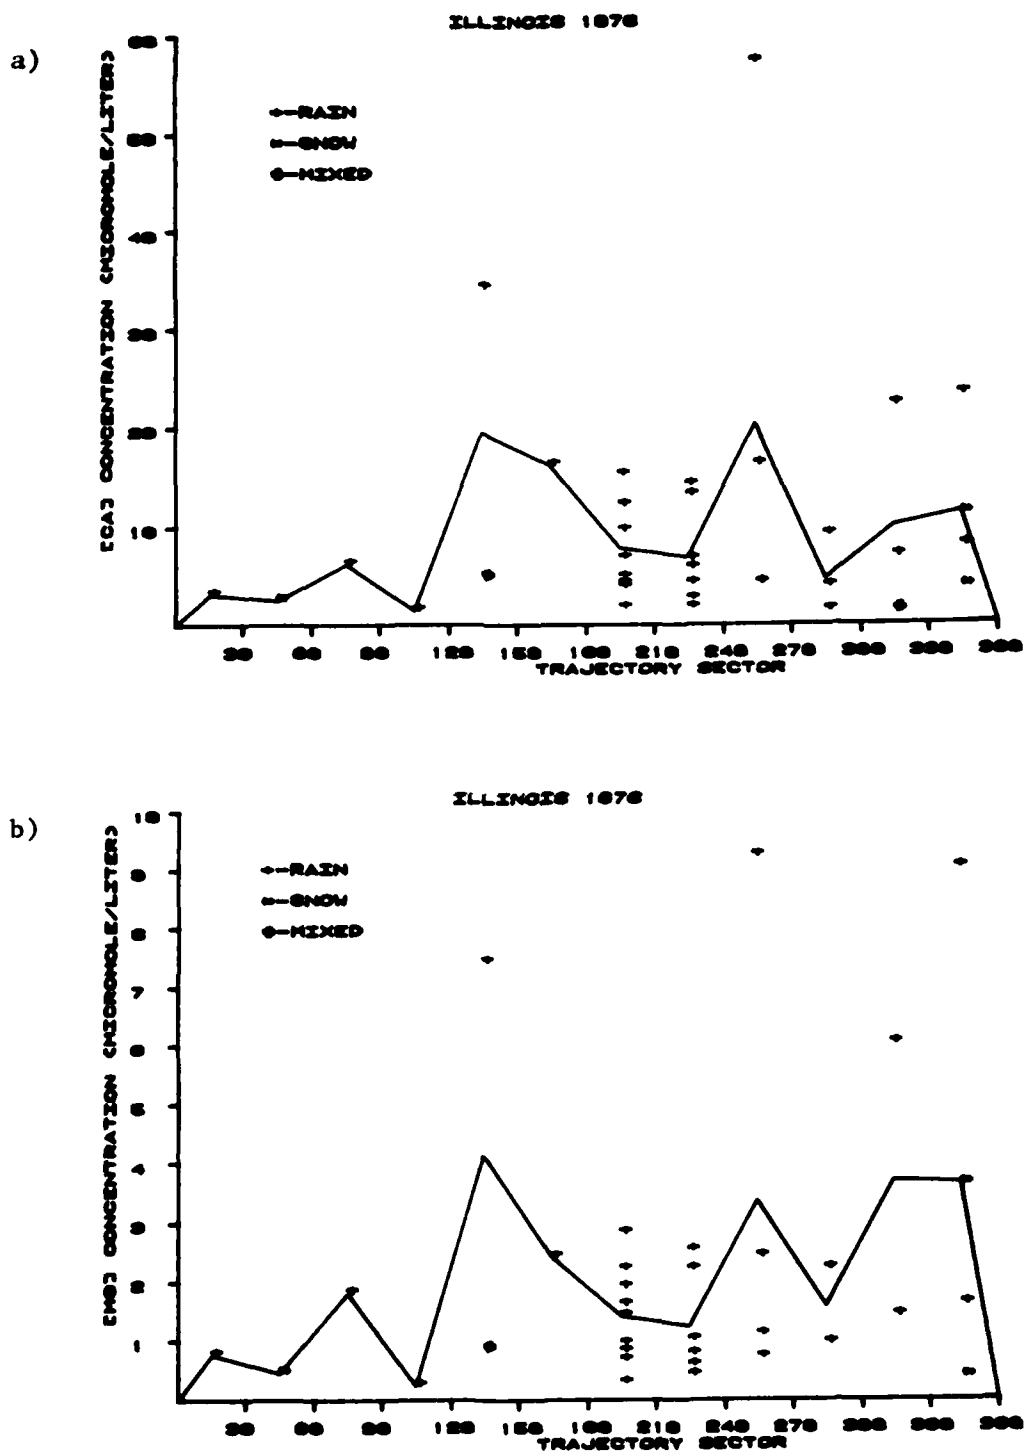 a)
ILLINOIS 1978
[CA] CONCENTRATION (MICROMOLE/LITER)
60
50
40
30
20
10
+-RAIN
×-SNOW
⊕-MIXED
30 60 90 120 150 180 210 240 270 300 330 360
TRAJECTORY SECTOR
b)
ILLINOIS 1978
[MG] CONCENTRATION (MICROMOLE/LITER)
10
9
8
7
6
5
4
3
2
1
+-RAIN
×-SNOW
⊕-MIXED
30 60 90 120 150 180 210 240 270 300 330 360
TRAJECTORY SECTOR